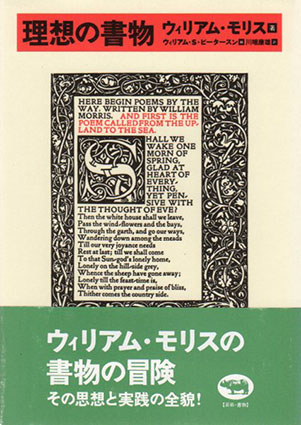 理想の書物
ウィリアム・モリス著
ウィリアム・S・ピータースン編 川端康雄訳
HERE BEGIN POEMS BY THE
WAY. WRITTEN BY WILLIAM
MORRIS. AND FIRST IS THE
POEM CALLED FROM THE UP-
LAND TO THE SEA.
SHALL WE
WAKE ONE
MORN OF
SPRING,
GLAD AT
HEART OF
EVERY-
THING,
YET PEN-
SIVE WITH
THE THOUGHT OF EVE?
Then the white house shall we leave,
Pass the wind-flowers and the bays,
Through the garth, and go our ways,
Wandering down among the meads
Till our very joyance needs
Rest at last; till we shall come
To that Sun-god's lonely home,
Lonely on the hill-side grey,
Whence the sheep have gone away;
Lonely till the feast-time is,
When with prayer and praise of bliss,
Thither comes the country side.
ウィリアム・モリスの
書物の冒険
その思想と実践の全貌!